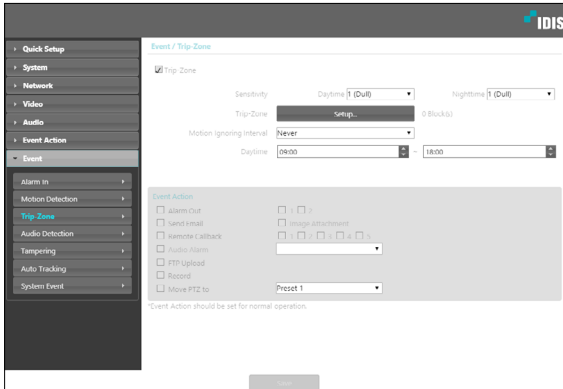 IDIS
Quick Setup
System
Network
Video
Audio
Event Action
Event
Alarm In
Motion Detection
Trip-Zone
Audio Detection
Tampering
Auto Tracking
System Event
Event / Trip-Zone
Trip-Zone
Sensitivity Daytime 1 (Dull) Nighttime 1 (Dull)
Trip-Zone Setup... 0 Block(s)
Motion Ignoring Interval Never
Daytime 09:00 ~ 18:00
Event Action
Alarm Out 1 2
Send Email Image Attachment
Remote Callback 1 2 3 4 5
Audio Alarm
FTP Upload
Record
Move PTZ to Preset 1
*Event Action should be set for normal operation.
Save